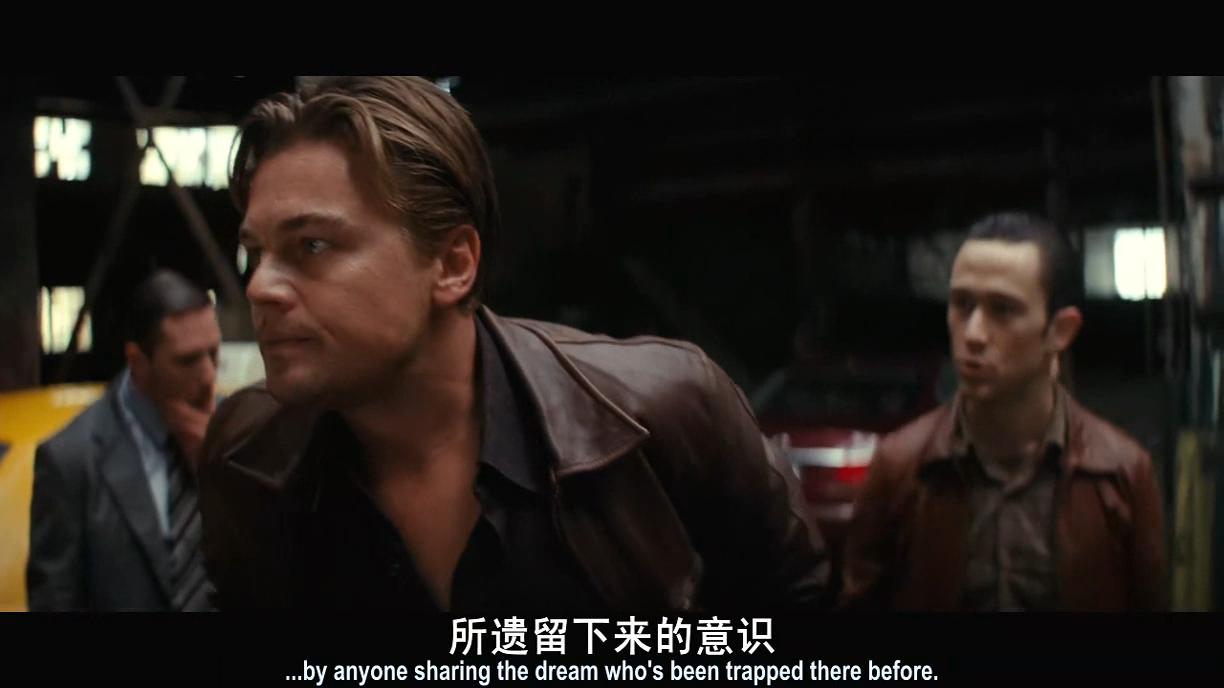 所遗留下来的意识
...by anyone sharing the dream who's been trapped there before.